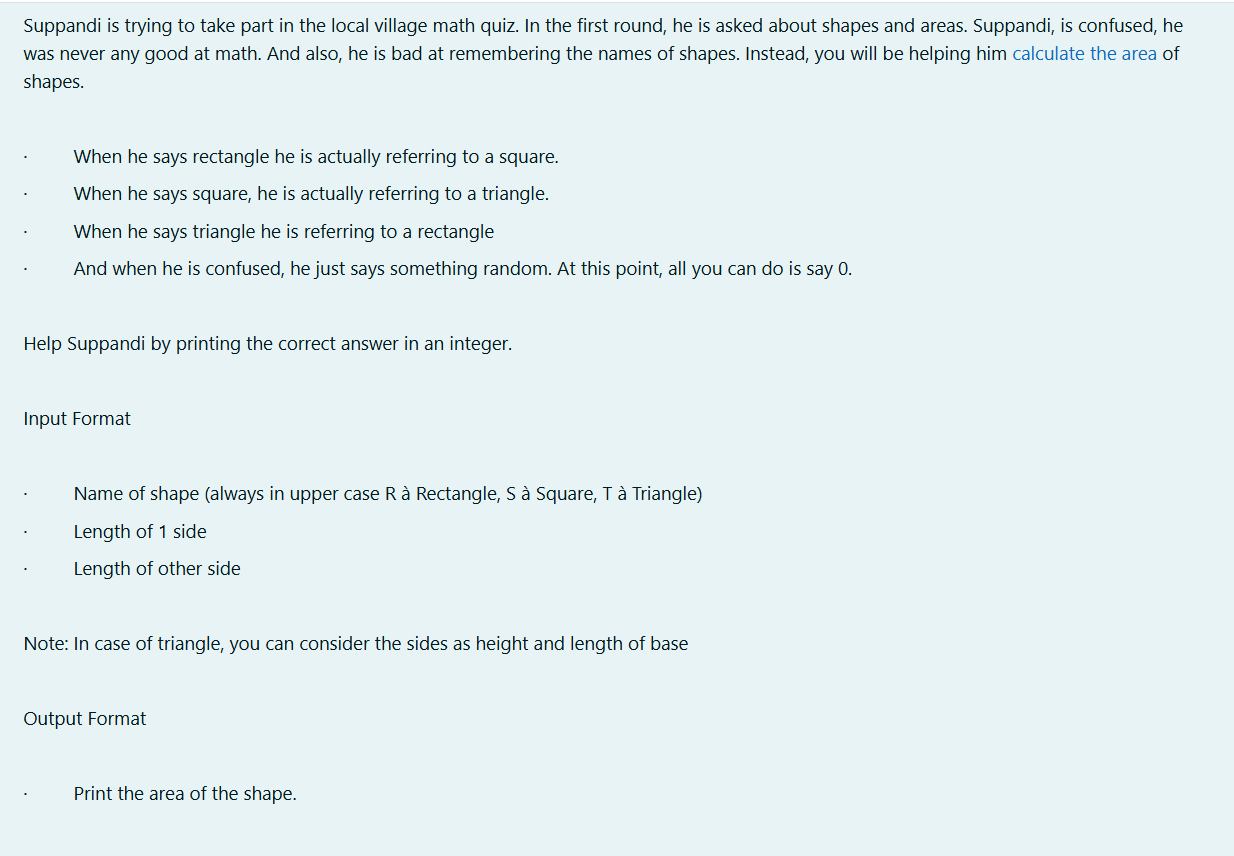 Suppandi is trying to take part in the local village math quiz. In the first round, he is asked about shapes and areas. Suppandi, is confused, he
was never any good at math. And also, he is bad at remembering the names of shapes. Instead, you will be helping him calculate the area of
shapes.
· When he says rectangle he is actually referring to a square.
· When he says square, he is actually referring to a triangle.
· When he says triangle he is referring to a rectangle
· And when he is confused, he just says something random. At this point, all you can do is say 0.
Help Suppandi by printing the correct answer in an integer.
Input Format
· Name of shape (always in upper case R à Rectangle, S à Square, T à Triangle)
· Length of 1 side
· Length of other side
Note: In case of triangle, you can consider the sides as height and length of base
Output Format
· Print the area of the shape.